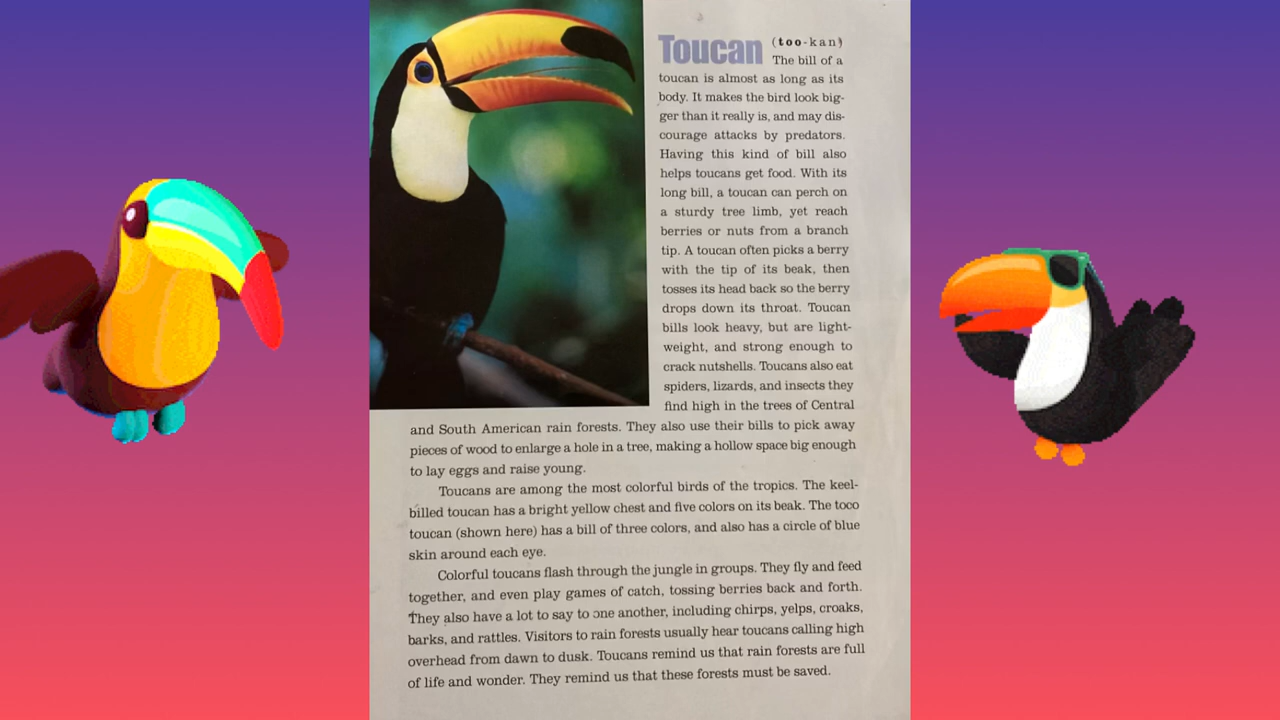 Toucan (too-kan)
The bill of a
toucan is almost as long as its
body. It makes the bird look big-
ger than it really is, and may dis-
courage attacks by predators.
Having this kind of bill also
helps toucans get food. With its
long bill, a toucan can perch on
a sturdy tree limb, yet reach
berries or nuts from a branch
tip. A toucan often picks a berry
with the tip of its beak, then
tosses its head back so the berry
drops down its throat. Toucan
bills look heavy, but are light-
weight, and strong enough to
crack nutshells. Toucans also eat
spiders, lizards, and insects they
find high in the trees of Central
and South American rain forests. They also use their bills to pick away
pieces of wood to enlarge a hole in a tree, making a hollow space big enough
to lay eggs and raise young.
Toucans are among the most colorful birds of the tropics. The keel-
billed toucan has a bright yellow chest and five colors on its beak. The toco
toucan (shown here) has a bill of three colors, and also has a circle of blue
skin around each eye.
Colorful toucans flash through the jungle in groups. They fly and feed
together, and even play games of catch, tossing berries back and forth.
They also have a lot to say to one another, including chirps, yelps, croaks,
barks, and rattles. Visitors to rain forests usually hear toucans calling high
overhead from dawn to dusk. Toucans remind us that rain forests are full
of life and wonder. They remind us that these forests must be saved.